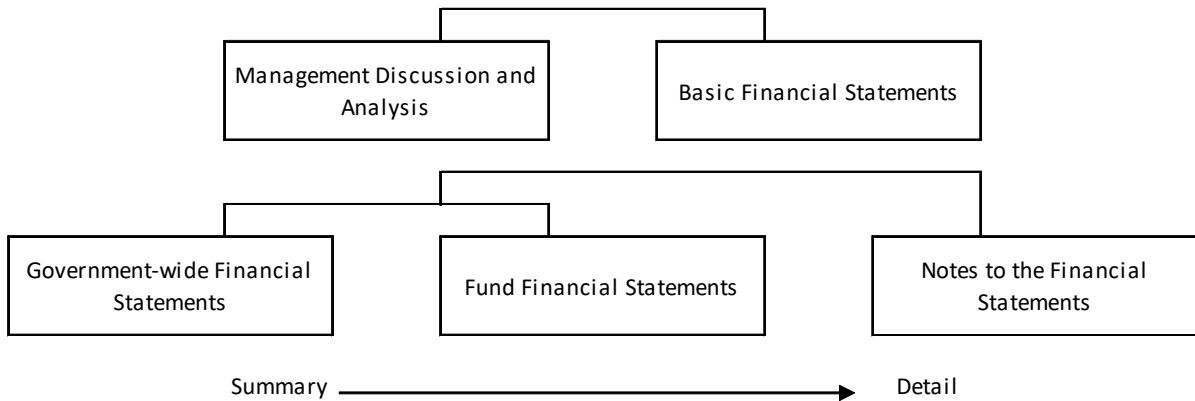 Management Discussion and
Analysis
Basic Financial Statements
Government-wide Financial
Statements
Fund Financial Statements
Notes to the Financial
Statements
Summary
Detail